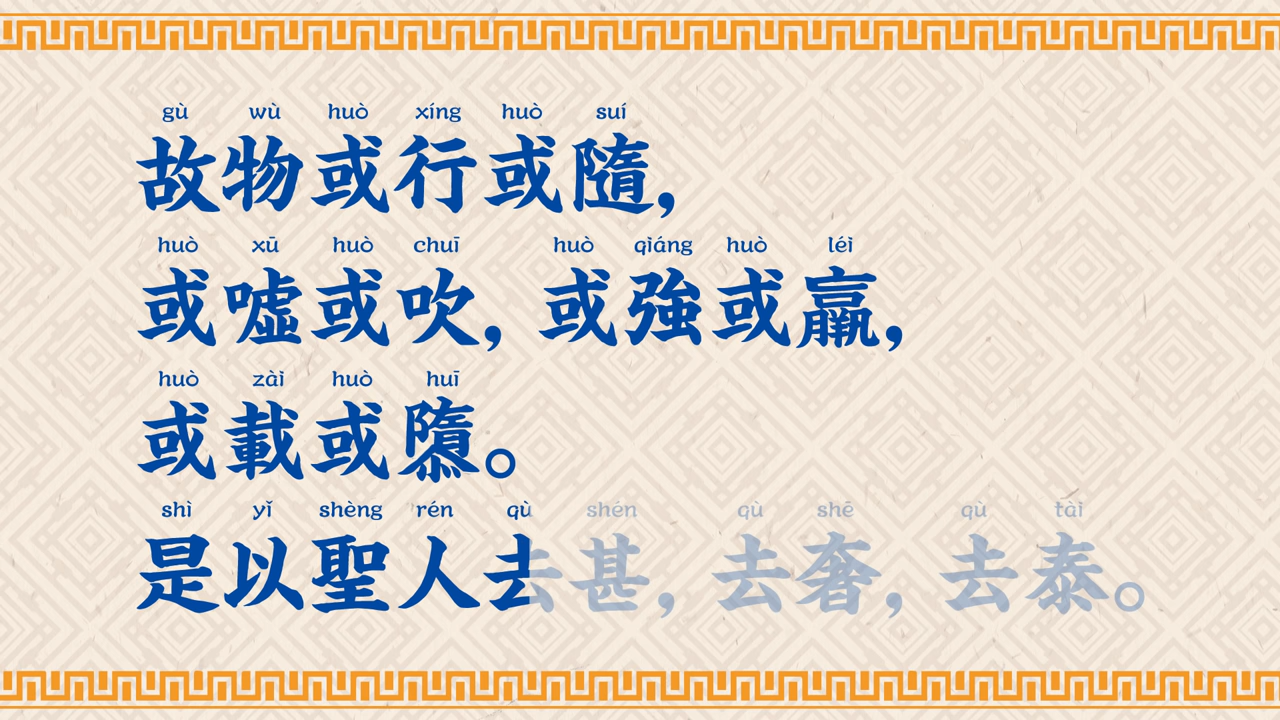 gù wù huò xíng huò suí
故物或行或隨，
huò xū huò chuī huò qiáng huò léi
或噓或吹，或強或羸，
huò zài huò huī
或載或隳。
shì yǐ shèng rén qù shén qù shē qù tài
是以聖人去甚，去奢，去泰。